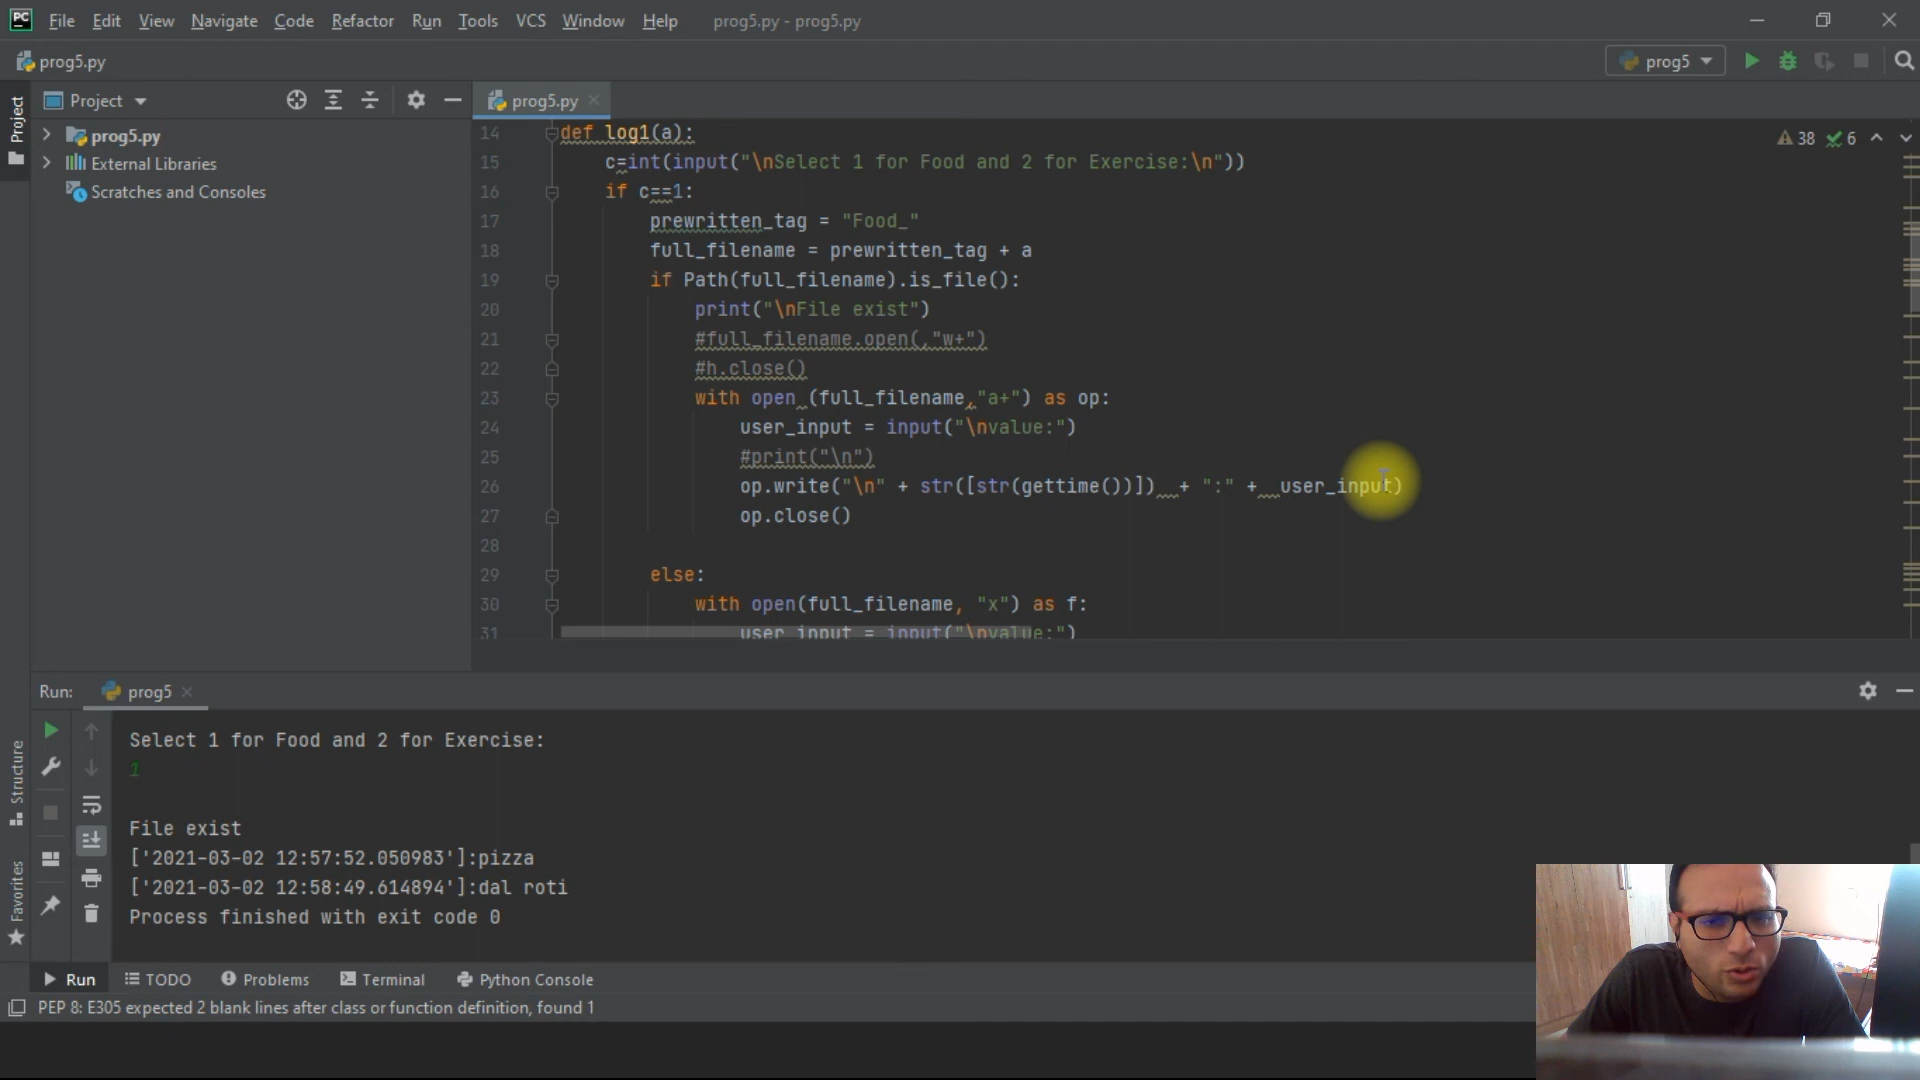 PC File Edit View Navigate Code Refactor Run Tools VCS Window Help prog5.py - prog5.py
prog5.py prog5
Project prog5.py
Project
prog5.py
External Libraries
Scratches and Consoles
38 6
14 def log1(a):
15 c=int(input("\nSelect 1 for Food and 2 for Exercise:\n"))
16 if c==1:
17 prewritten_tag = "Food_"
18 full_filename = prewritten_tag + a
19 if Path(full_filename).is_file():
20 print("\nFile exist")
21 #full_filename.open(,"w+")
22 #h.close()
23 with open (full_filename,"a+") as op:
24 user_input = input("\nvalue:")
25 #print("\n")
26 op.write("\n" + str([str(gettime())])  + ":" +  user_input)
27 op.close()
28
29 else:
30 with open(full_filename, "x") as f:
31 user_input = input("\nvalue:")
Run: prog5
Select 1 for Food and 2 for Exercise:
1
File exist
['2021-03-02 12:57:52.050983']:pizza
['2021-03-02 12:58:49.614894']:dal roti
Process finished with exit code 0
Structure
Favorites
Run TODO Problems Terminal Python Console
PEP 8: E305 expected 2 blank lines after class or function definition, found 1